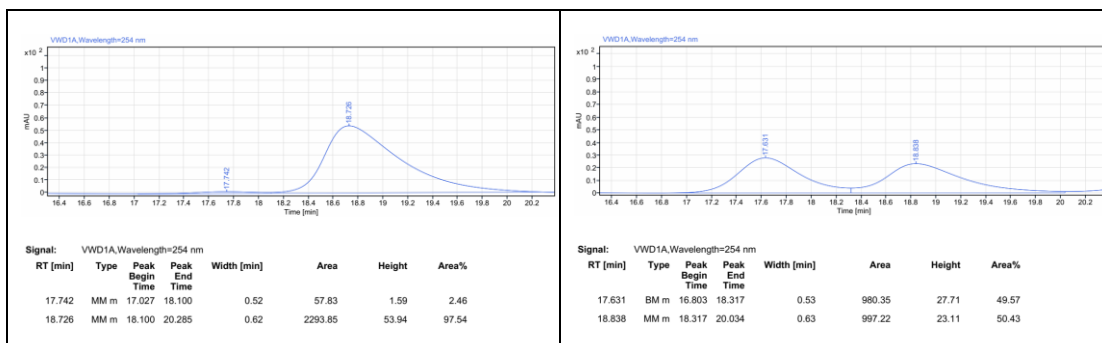 VWD1A,Wavelength=254 nm
x10 2
1-
0.9-
0.8-
0.7-
0.6-
0.5-
0.4-
0.3-
0.2-
0.1-
0-
mAU
17.742
18.726
16.4 16.6 16.8 17 17.2 17.4 17.6 17.8 18 18.2 18.4 18.6 18.8 19 19.2 19.4 19.6 19.8 20 20.2
Time [min]
Signal: VWD1A,Wavelength=254 nm
RT [min] Type Peak Begin Time Peak End Time Width [min] Area Height Area%
17.742 MM m 17.027 18.100 0.52 57.83 1.59 2.46
18.726 MM m 18.100 20.285 0.62 2293.85 53.94 97.54
VWD1A,Wavelength=254 nm
x10 2
1-
0.9-
0.8-
0.7-
0.6-
0.5-
0.4-
0.3-
0.2-
0.1-
0-
mAU
17.631
18.838
16.4 16.6 16.8 17 17.2 17.4 17.6 17.8 18 18.2 18.4 18.6 18.8 19 19.2 19.4 19.6 19.8 20 20.2
Time [min]
Signal: VWD1A,Wavelength=254 nm
RT [min] Type Peak Begin Time Peak End Time Width [min] Area Height Area%
17.631 BM m 16.803 18.317 0.53 980.35 27.71 49.57
18.838 MM m 18.317 20.034 0.63 997.22 23.11 50.43